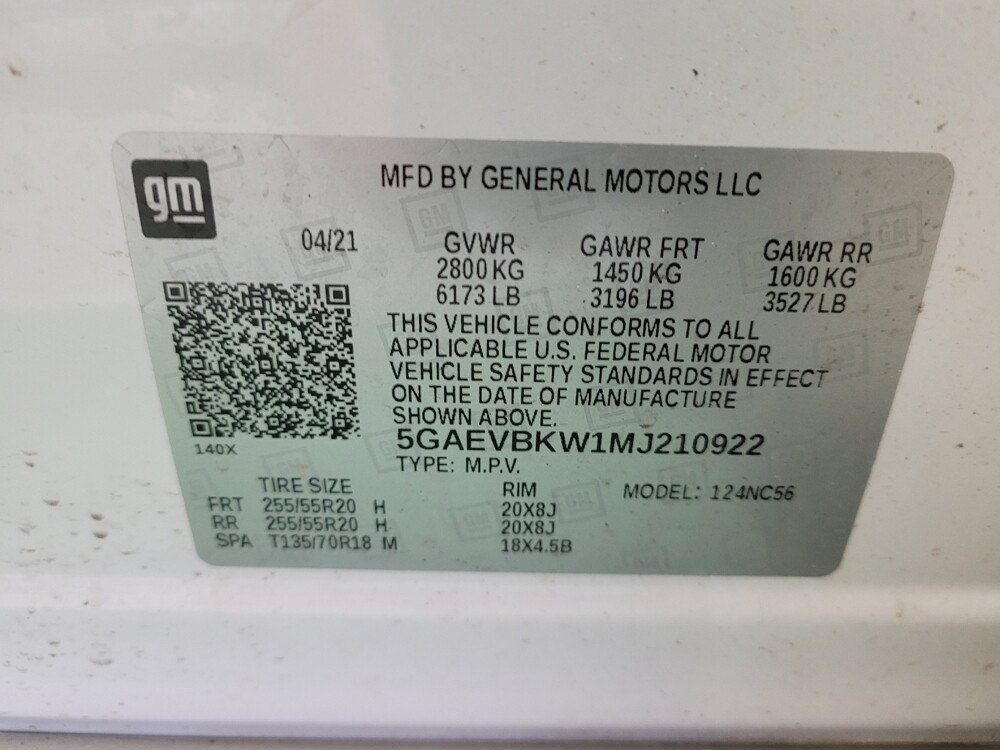 gm
MFD BY GENERAL MOTORS LLC
04/21 GVWR GAWR FRT GAWR RR
2800 KG 1450 KG 1600 KG
6173 LB 3196 LB 3527 LB
THIS VEHICLE CONFORMS TO ALL
APPLICABLE U.S. FEDERAL MOTOR
VEHICLE SAFETY STANDARDS IN EFFECT
ON THE DATE OF MANUFACTURE
SHOWN ABOVE.
140X
5GAEVBKW1MJ210922
TYPE: M.P.V.
TIRE SIZE RIM MODEL: 124NC56
FRT 255/55R20 H 20X8J
RR 255/55R20 H 20X8J
SPA T135/70R18 M 18X4.5B